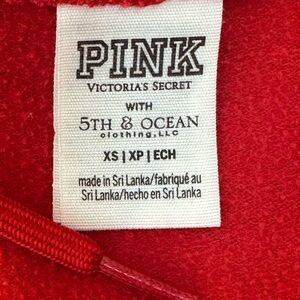 PINK
VICTORIA'S SECRET
WITH
5TH & OCEAN
clothing, LLC
XS | XP | ECH
made in Sri Lanka/fabriqué au
Sri Lanka/hecho en Sri Lanka